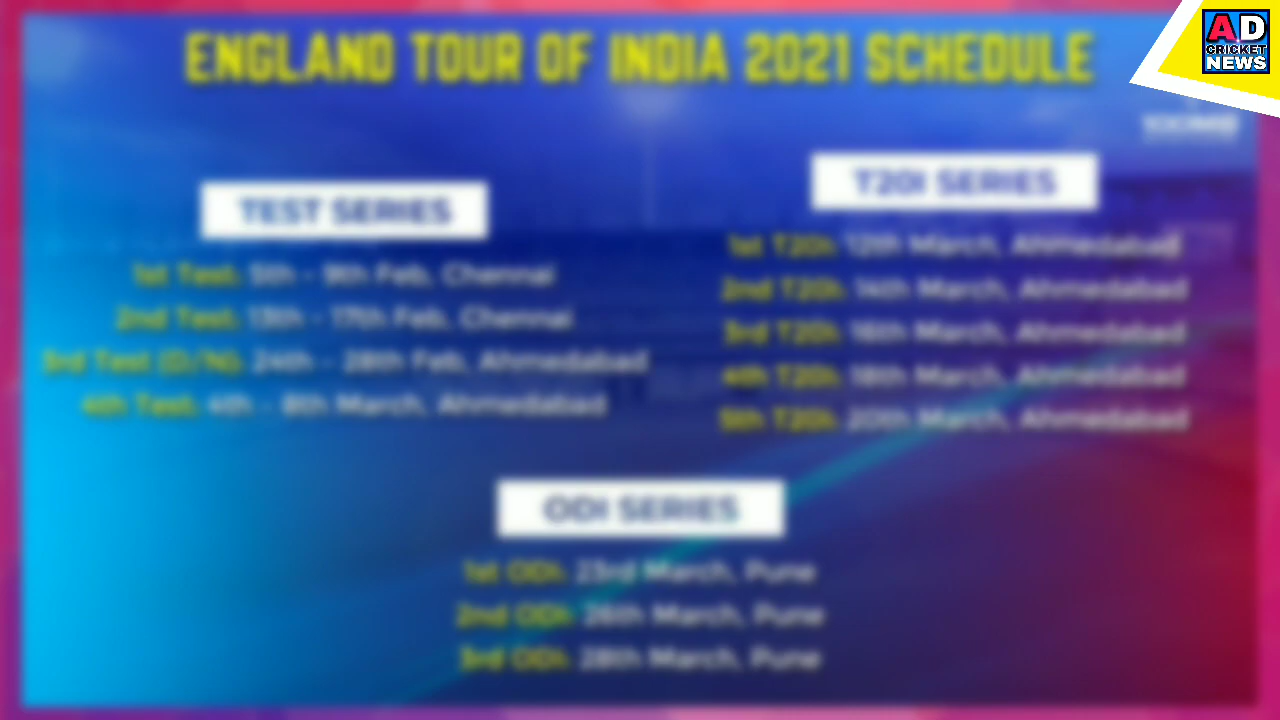 ENGLAND TOUR OF INDIA 2021 SCHEDULE
AD
CRICKET
NEWS
TEST SERIES
1st Test: 5th - 9th Feb, Chennai
2nd Test: 13th - 17th Feb, Chennai
3rd Test (D/N): 24th - 28th Feb, Ahmedabad
4th Test: 4th - 8th March, Ahmedabad
T20I SERIES
1st T20I: 12th March, Ahmedabad
2nd T20I: 14th March, Ahmedabad
3rd T20I: 16th March, Ahmedabad
4th T20I: 18th March, Ahmedabad
5th T20I: 20th March, Ahmedabad
ODI SERIES
1st ODI: 23rd March, Pune
2nd ODI: 26th March, Pune
3rd ODI: 28th March, Pune